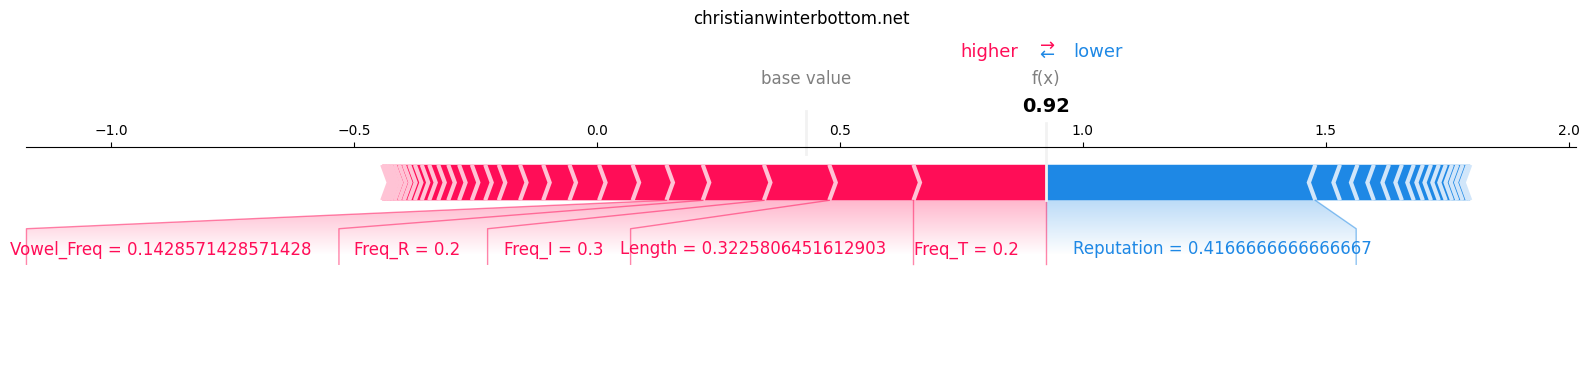 christianwinterbottom.net
higher ⇄ lower
base value f(x)
0.92
−1.0 −0.5 0.0 0.5 1.0 1.5 2.0
Vowel_Freq = 0.1428571428571428 Freq_R = 0.2 Freq_I = 0.3 Length = 0.3225806451612903 Freq_T = 0.2 Reputation = 0.4166666666666667